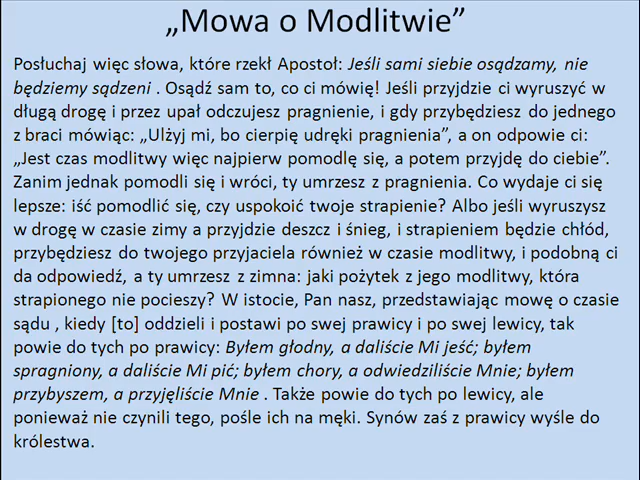 „Mowa o Modlitwie”
Posłuchaj więc słowa, które rzekł Apostoł: Jeśli sami siebie osądzamy, nie
będziemy sądzeni . Osądź sam to, co ci mówię! Jeśli przyjdzie ci wyruszyć w
długą drogę i przez upał odczujesz pragnienie, i gdy przybędziesz do jednego
z braci mówiąc: „Ulżyj mi, bo cierpię udręki pragnienia”, a on odpowie ci:
„Jest czas modlitwy więc najpierw pomodlę się, a potem przyjdę do ciebie”.
Zanim jednak pomodli się i wróci, ty umrzesz z pragnienia. Co wydaje ci się
lepsze: iść pomodlić się, czy uspokoić twoje strapienie? Albo jeśli wyruszysz
w drogę w czasie zimy a przyjdzie deszcz i śnieg, i strapieniem będzie chłód,
przybędziesz do twojego przyjaciela również w czasie modlitwy, i podobną ci
da odpowiedź, a ty umrzesz z zimna: jaki pożytek z jego modlitwy, która
strapionego nie pocieszy? W istocie, Pan nasz, przedstawiając mowę o czasie
sądu , kiedy [to] oddzieli i postawi po swej prawicy i po swej lewicy, tak
powie do tych po prawicy: Byłem głodny, a daliście Mi jeść; byłem
spragniony, a daliście Mi pić; byłem chory, a odwiedziliście Mnie; byłem
przybyszem, a przyjęliście Mnie . Także powie do tych po lewicy, ale
ponieważ nie czynili tego, pośle ich na męki. Synów zaś z prawicy wyśle do
królestwa.